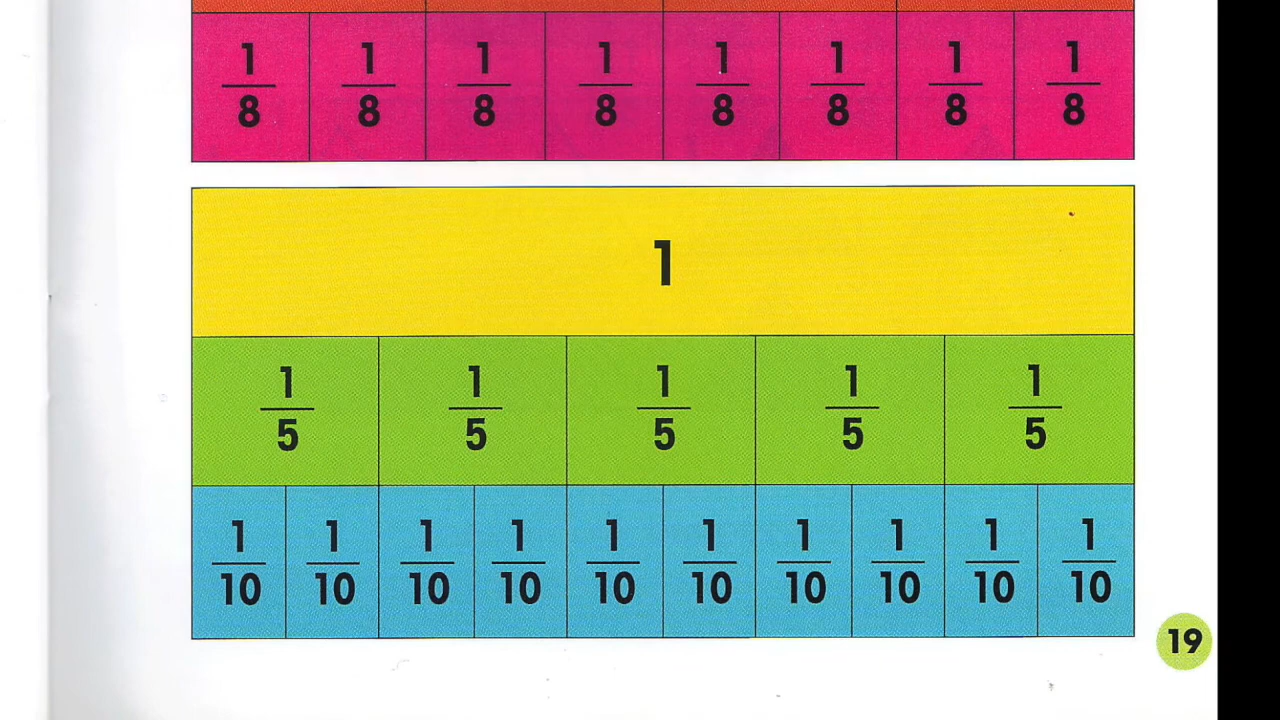 1/8 1/8 1/8 1/8 1/8 1/8 1/8 1/8
1
1/5 1/5 1/5 1/5 1/5
1/10 1/10 1/10 1/10 1/10 1/10 1/10 1/10 1/10 1/10
19